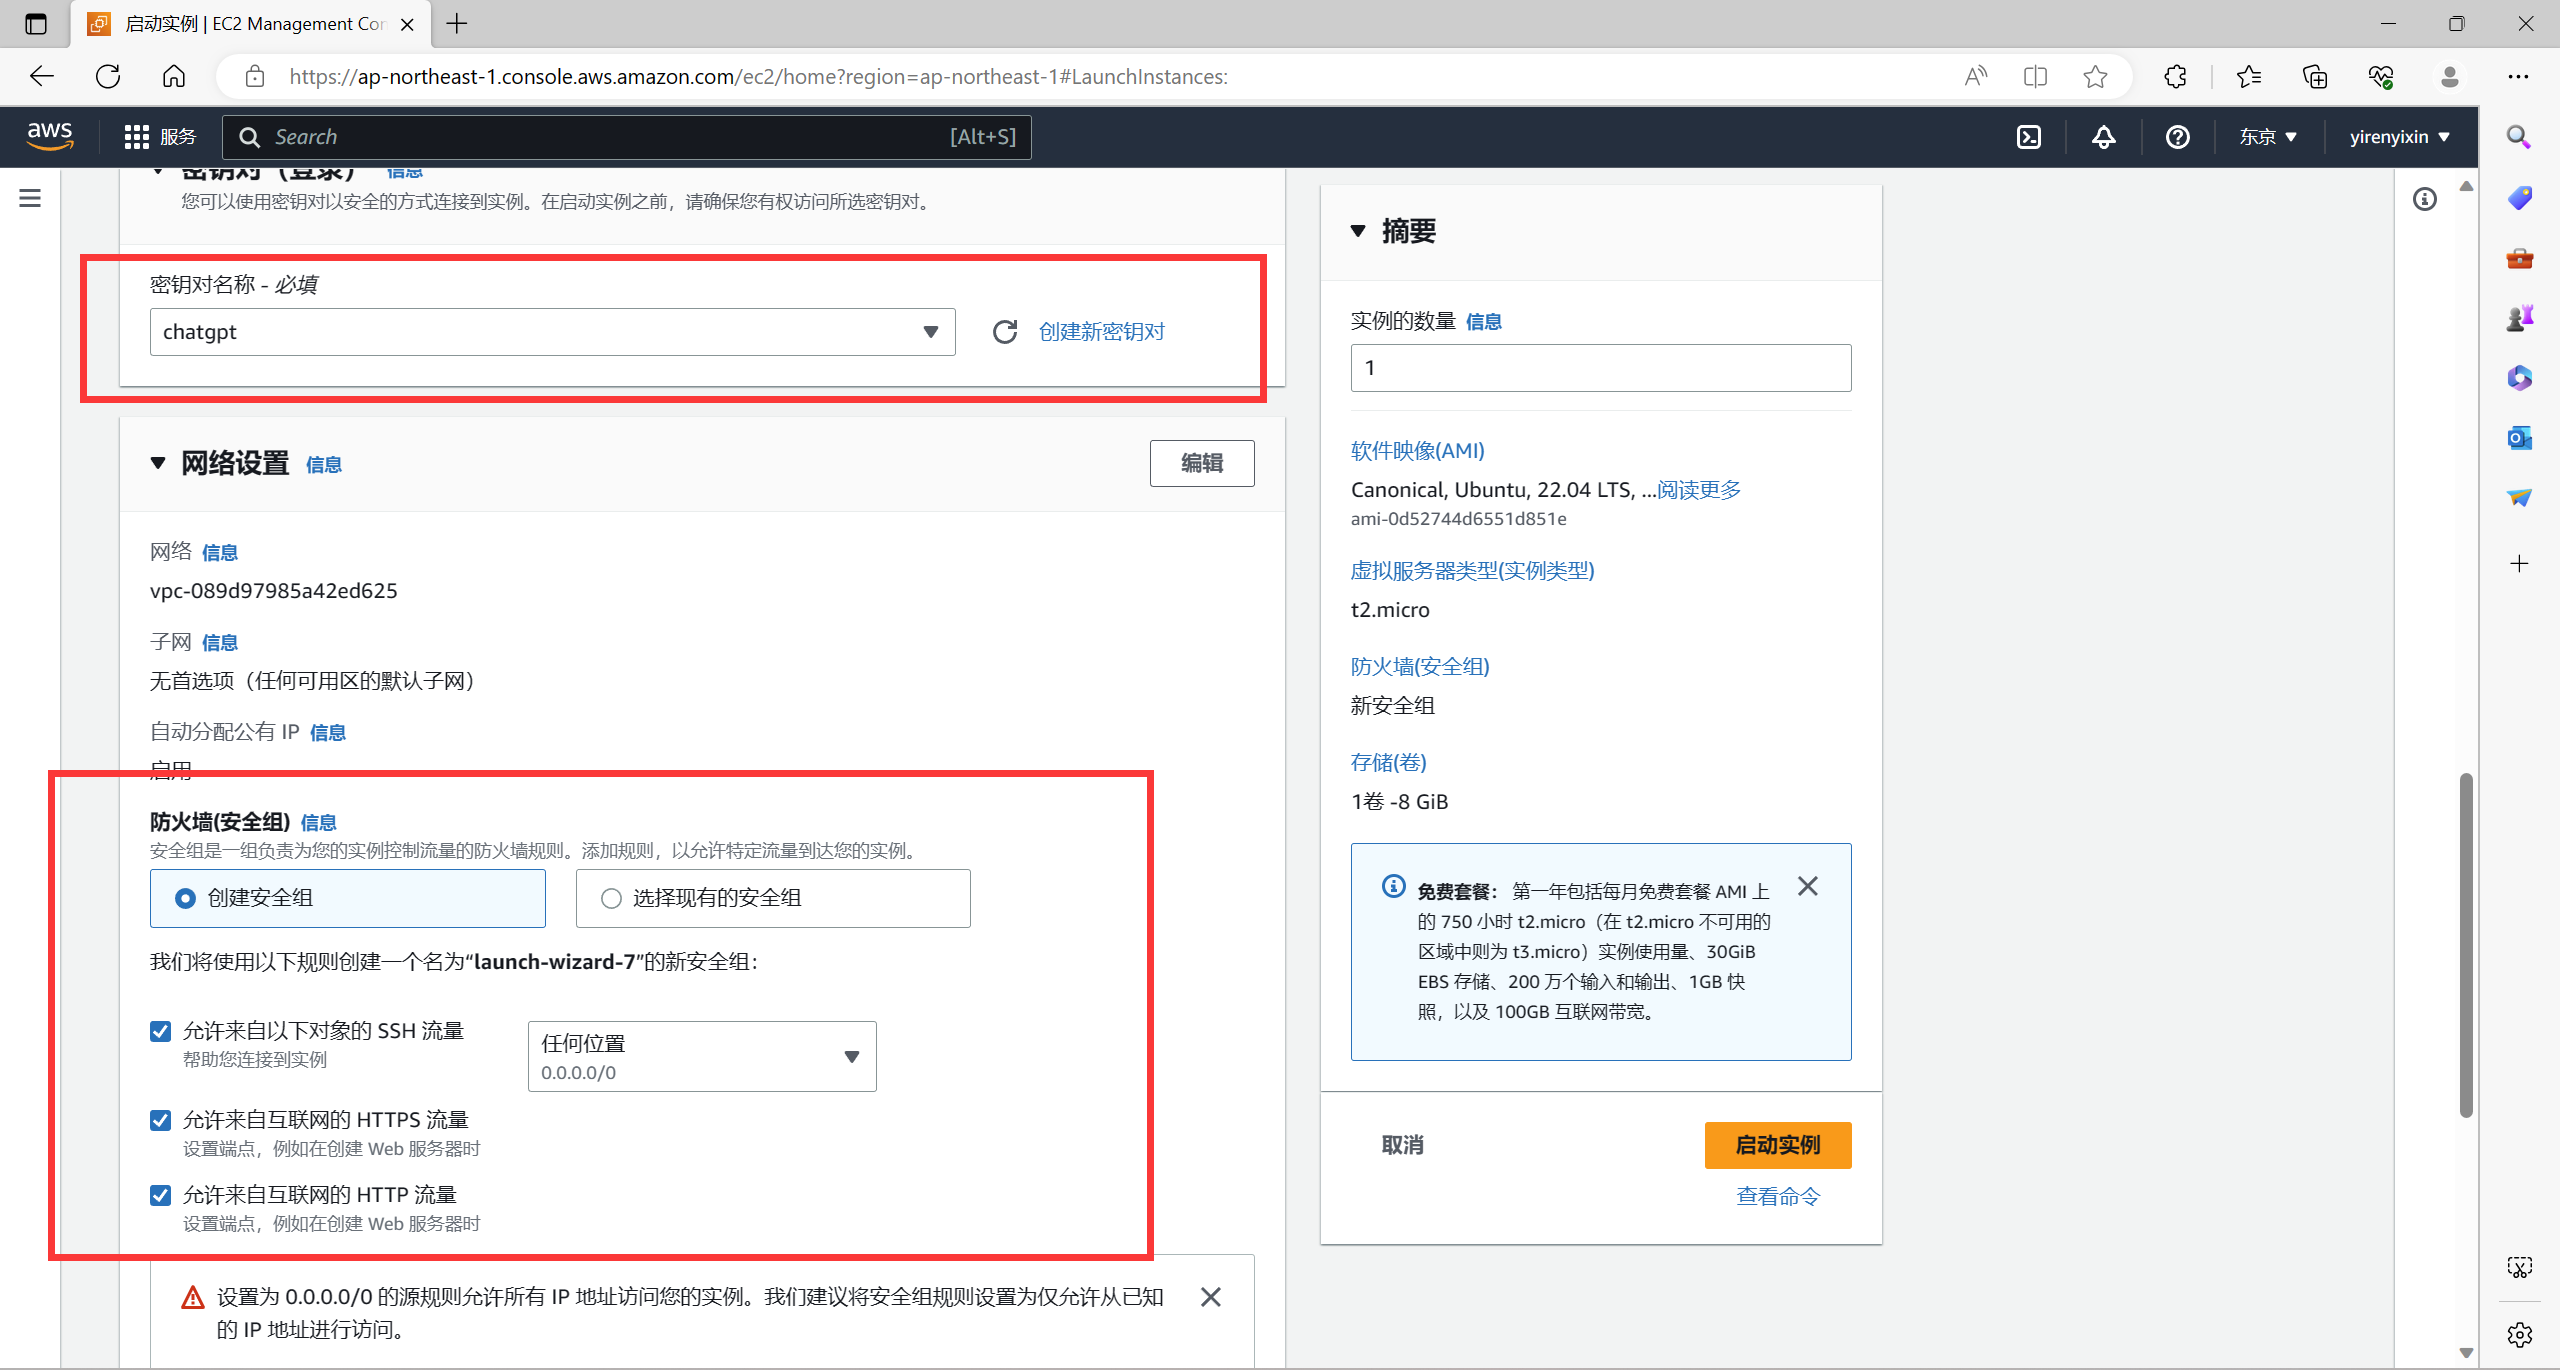 启动实例 | EC2 Management Con
https://ap-northeast-1.console.aws.amazon.com/ec2/home?region=ap-northeast-1#LaunchInstances:
aws
服务
Search
[Alt+S]
东京
yirenyixin
密钥对（登录）
信息
您可以使用密钥对以安全的方式连接到实例。在启动实例之前，请确保您有权访问所选密钥对。
密钥对名称 - 必填
chatgpt
创建新密钥对
网络设置 信息
编辑
网络 信息
vpc-089d97985a42ed625
子网 信息
无首选项（任何可用区的默认子网）
自动分配公有 IP 信息
启用
防火墙(安全组) 信息
安全组是一组负责为您的实例控制流量的防火墙规则。添加规则，以允许特定流量到达您的实例。
创建安全组
选择现有的安全组
我们将使用以下规则创建一个名为“launch-wizard-7”的新安全组：
允许来自以下对象的 SSH 流量
帮助您连接到实例
任何位置
0.0.0.0/0
允许来自互联网的 HTTPS 流量
设置端点，例如在创建 Web 服务器时
允许来自互联网的 HTTP 流量
设置端点，例如在创建 Web 服务器时
设置为 0.0.0.0/0 的源规则允许所有 IP 地址访问您的实例。我们建议将安全组规则设置为仅允许从已知
的 IP 地址进行访问。
摘要
实例的数量 信息
1
软件映像(AMI)
Canonical, Ubuntu, 22.04 LTS, ...阅读更多
ami-0d52744d6551d851e
虚拟服务器类型(实例类型)
t2.micro
防火墙(安全组)
新安全组
存储(卷)
1卷 -8 GiB
免费套餐： 第一年包括每月免费套餐 AMI 上
的 750 小时 t2.micro（在 t2.micro 不可用的
区域中则为 t3.micro）实例使用量、30GiB
EBS 存储、200 万个输入和输出、1GB 快
照，以及 100GB 互联网带宽。
取消
启动实例
查看命令